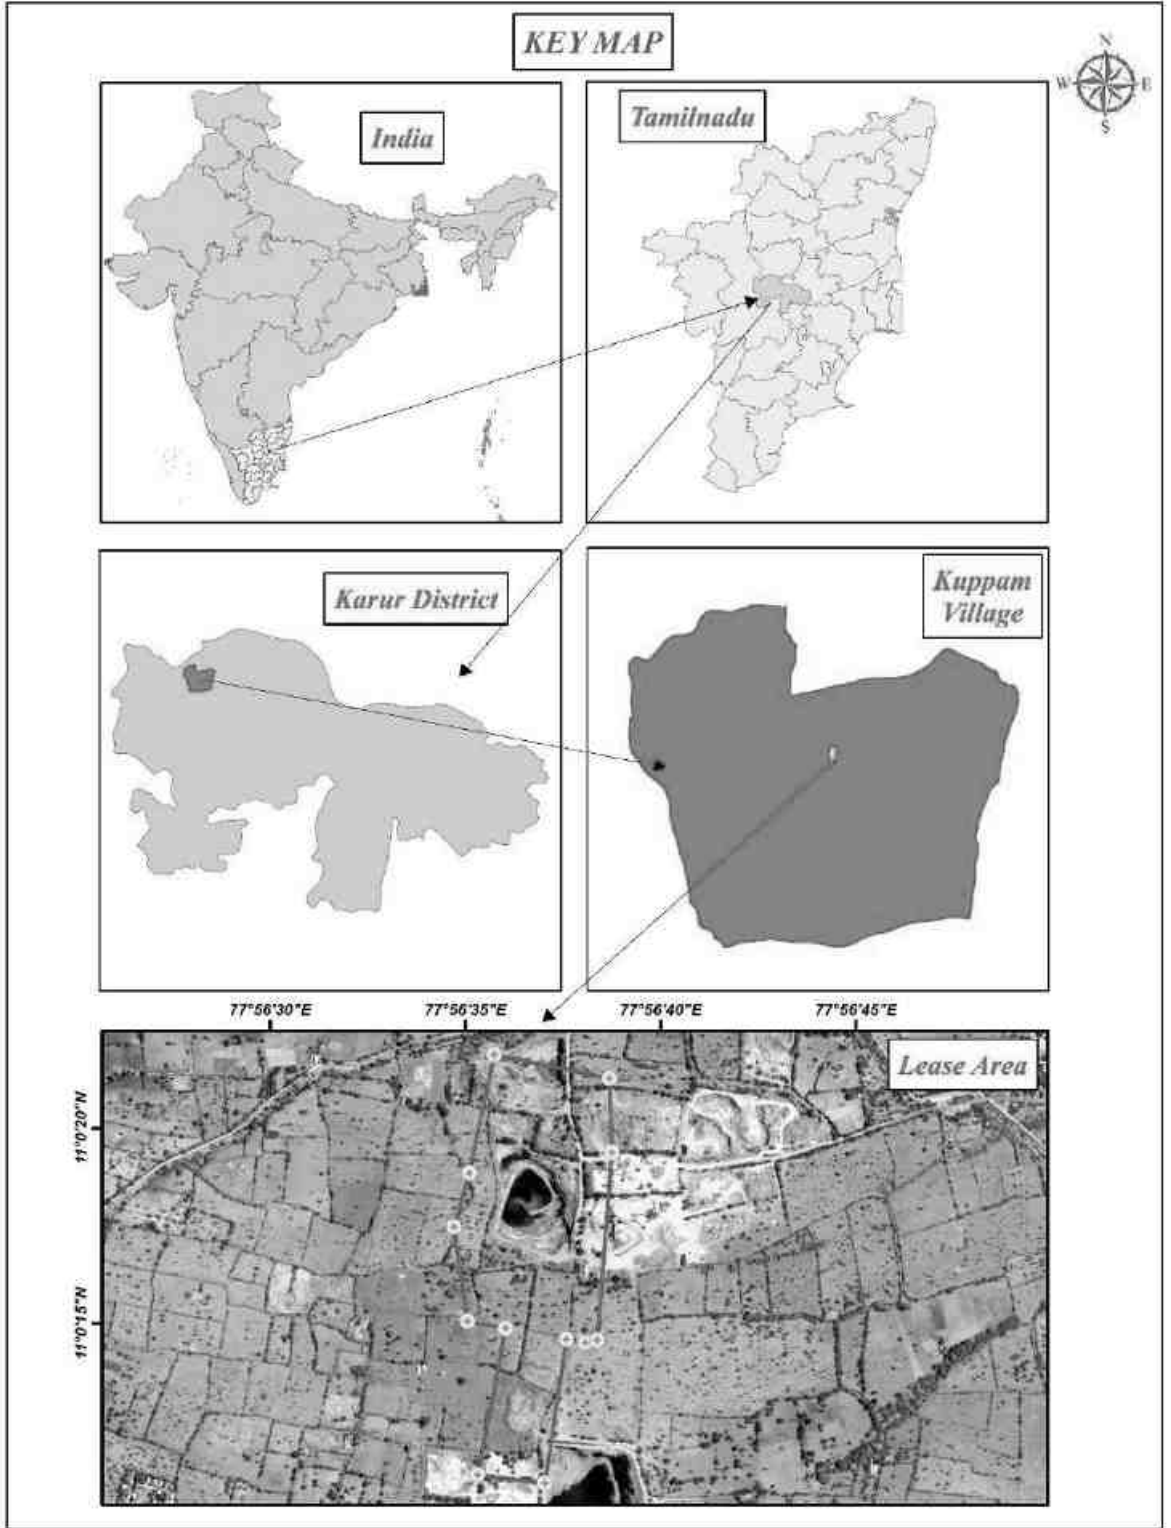 KEY MAP
N
W E
S
India
Tamilnadu
Karur District
Kuppam
Village
77°56'30"E 77°56'35"E 77°56'40"E 77°56'45"E
Lease Area
11°0'20"N
11°0'15"N